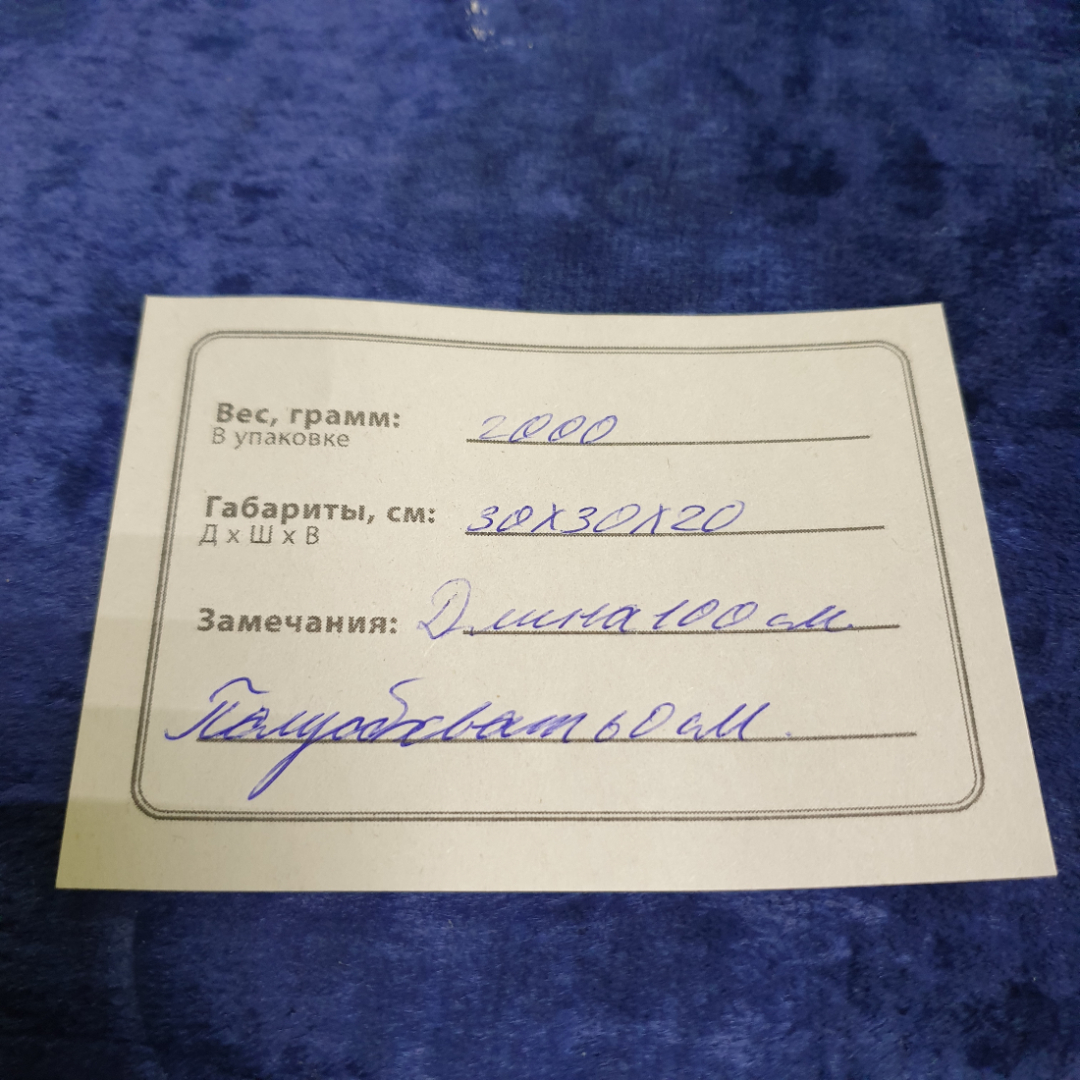 Вес, грамм: 2000
В упаковке
Габариты, см: 30х30х20
Д х Ш х В
Замечания: Длина 100 см.
Полуобхват 60 см.